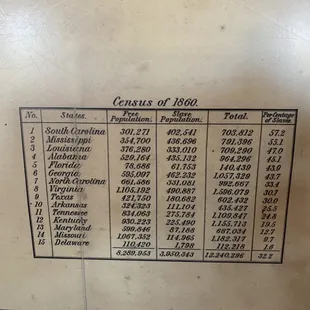 Census of 1860.
No. States. Free Population. Slave Population. Total. Percentage of Slaves.
1 South Carolina 301,271 402,541 703,812 57.2
2 Mississippi 354,700 436,696 791,396 55.1
3 Louisiana 376,280 333,010 709,290 47.0
4 Alabama 529,164 435,132 964,296 45.1
5 Florida 78,686 61,753 140,439 43.9
6 Georgia 595,097 462,232 1,057,329 43.7
7 North Carolina 661,586 331,081 992,667 33.4
8 Virginia 1,105,192 490,887 1,596,079 30.7
9 Texas 421,750 180,682 602,432 30.0
10 Arkansas 324,323 111,104 435,427 25.5
11 Tennessee 834,063 275,784 1,109,847 24.8
12 Kentucky 930,223 225,490 1,155,713 19.5
13 Maryland 599,846 87,188 687,034 12.7
14 Missouri 1,067,352 114,965 1,182,317 9.7
15 Delaware 110,420 1,798 112,218 1.6
8,289,953 3,950,343 12,240,296 32.2